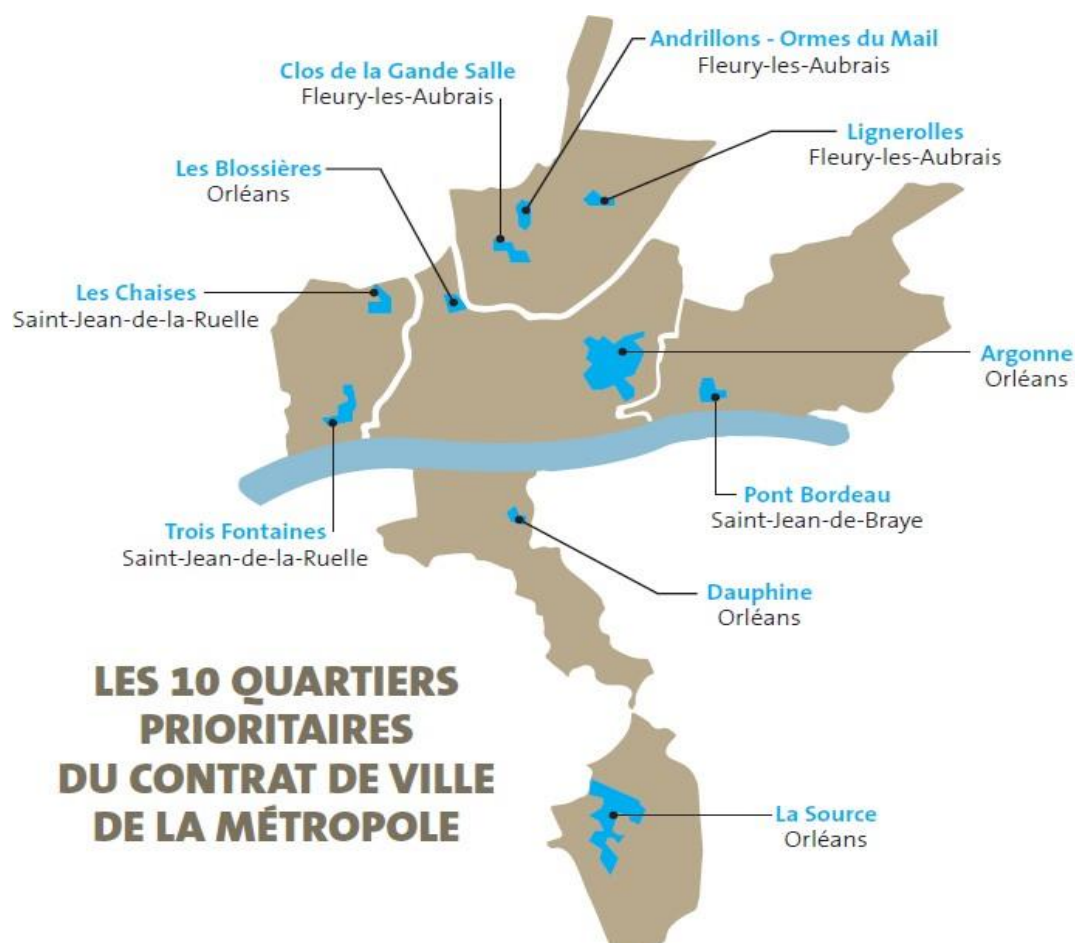 Andrillons - Ormes du Mail
Fleury-les-Aubrais
Clos de la Gande Salle
Fleury-les-Aubrais
Lignerolles
Fleury-les-Aubrais
Les Blossières
Orléans
Les Chaises
Saint-Jean-de-la-Ruelle
Argonne
Orléans
Pont Bordeau
Saint-Jean-de-Braye
Trois Fontaines
Saint-Jean-de-la-Ruelle
Dauphine
Orléans
LES 10 QUARTIERS
PRIORITAIRES
DU CONTRAT DE VILLE
DE LA MÉTROPOLE
La Source
Orléans